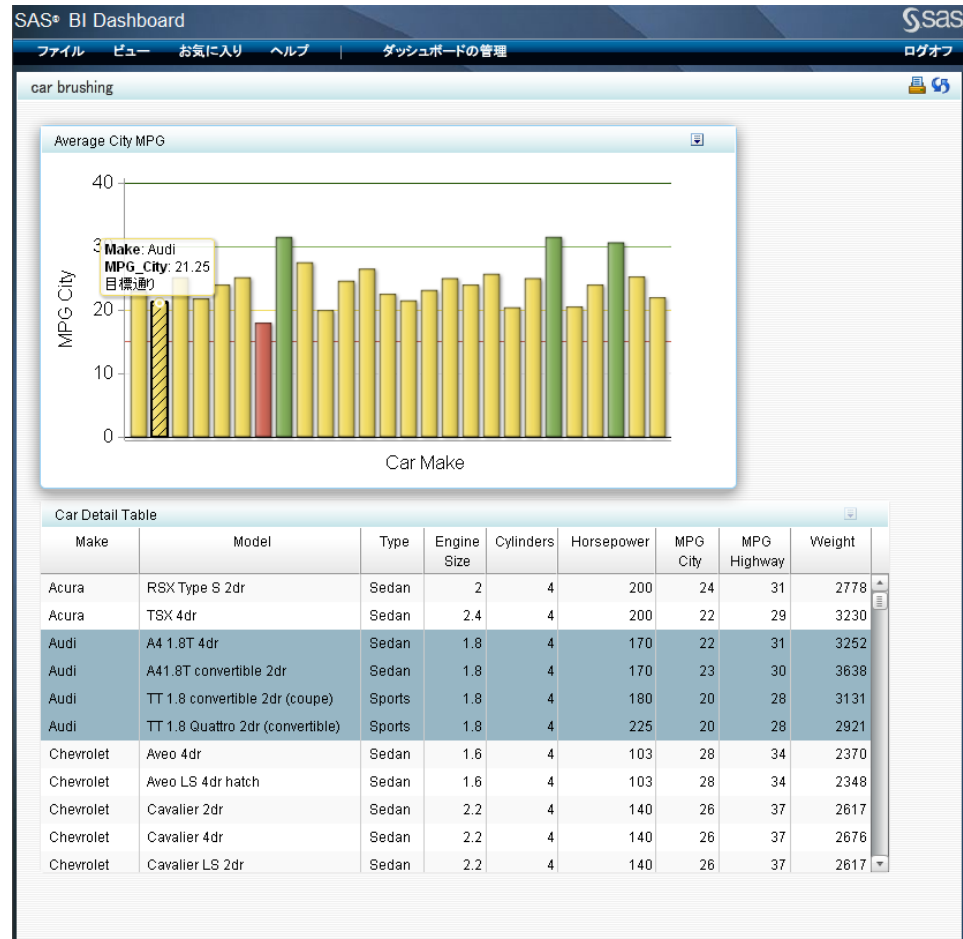 SAS® BI Dashboard
sas
ファイル ビュー お気に入り ヘルプ | ダッシュボードの管理 ログオフ
car brushing
Average City MPG
40
Make: Audi
MPG_City: 21.25
目標通り
20
10
0
MPG City
Car Make
Car Detail Table
Make Model Type Engine Size Cylinders Horsepower MPG City MPG Highway Weight
Acura RSX Type S 2dr Sedan 2 4 200 24 31 2778
Acura TSX 4dr Sedan 2.4 4 200 22 29 3230
Audi A4 1.8T 4dr Sedan 1.8 4 170 22 31 3252
Audi A41.8T convertible 2dr Sedan 1.8 4 170 23 30 3638
Audi TT 1.8 convertible 2dr (coupe) Sports 1.8 4 180 20 28 3131
Audi TT 1.8 Quattro 2dr (convertible) Sports 1.8 4 225 20 28 2921
Chevrolet Aveo 4dr Sedan 1.6 4 103 28 34 2370
Chevrolet Aveo LS 4dr hatch Sedan 1.6 4 103 28 34 2348
Chevrolet Cavalier 2dr Sedan 2.2 4 140 26 37 2617
Chevrolet Cavalier 4dr Sedan 2.2 4 140 26 37 2676
Chevrolet Cavalier LS 2dr Sedan 2.2 4 140 26 37 2617